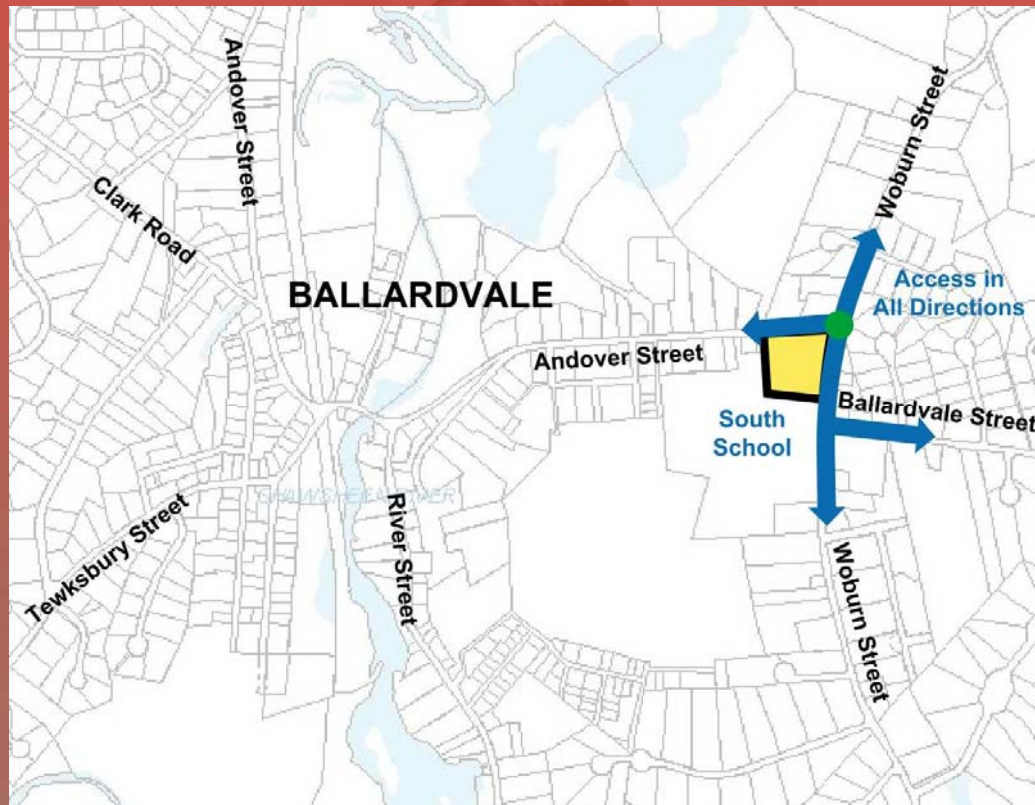 Andover Street
Woburn Street
Clark Road
BALLARDVALE
Access in
All Directions
Andover Street
Ballardvale Street
South
School
River Street
Tewksbury Street
Woburn Street